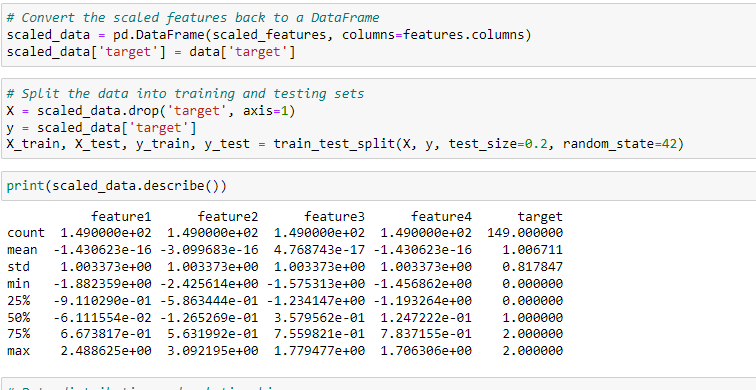 # Convert the scaled features back to a DataFrame
scaled_data = pd.DataFrame(scaled_features, columns=features.columns)
scaled_data['target'] = data['target']
# Split the data into training and testing sets
X = scaled_data.drop('target', axis=1)
y = scaled_data['target']
X_train, X_test, y_train, y_test = train_test_split(X, y, test_size=0.2, random_state=42)
print(scaled_data.describe())
feature1 feature2 feature3 feature4 target
count 1.490000e+02 1.490000e+02 1.490000e+02 1.490000e+02 149.000000
mean -1.430623e-16 -3.099683e-16 4.768743e-17 -1.430623e-16 1.006711
std 1.003373e+00 1.003373e+00 1.003373e+00 1.003373e+00 0.817847
min -1.882359e+00 -2.425614e+00 -1.575313e+00 -1.456862e+00 0.000000
25% -9.110290e-01 -5.863444e-01 -1.234147e+00 -1.193264e+00 0.000000
50% -6.111554e-02 -1.265269e-01 3.579562e-01 1.247222e-01 1.000000
75% 6.673817e-01 5.631992e-01 7.559821e-01 7.837155e-01 2.000000
max 2.488625e+00 3.092195e+00 1.779477e+00 1.706306e+00 2.000000